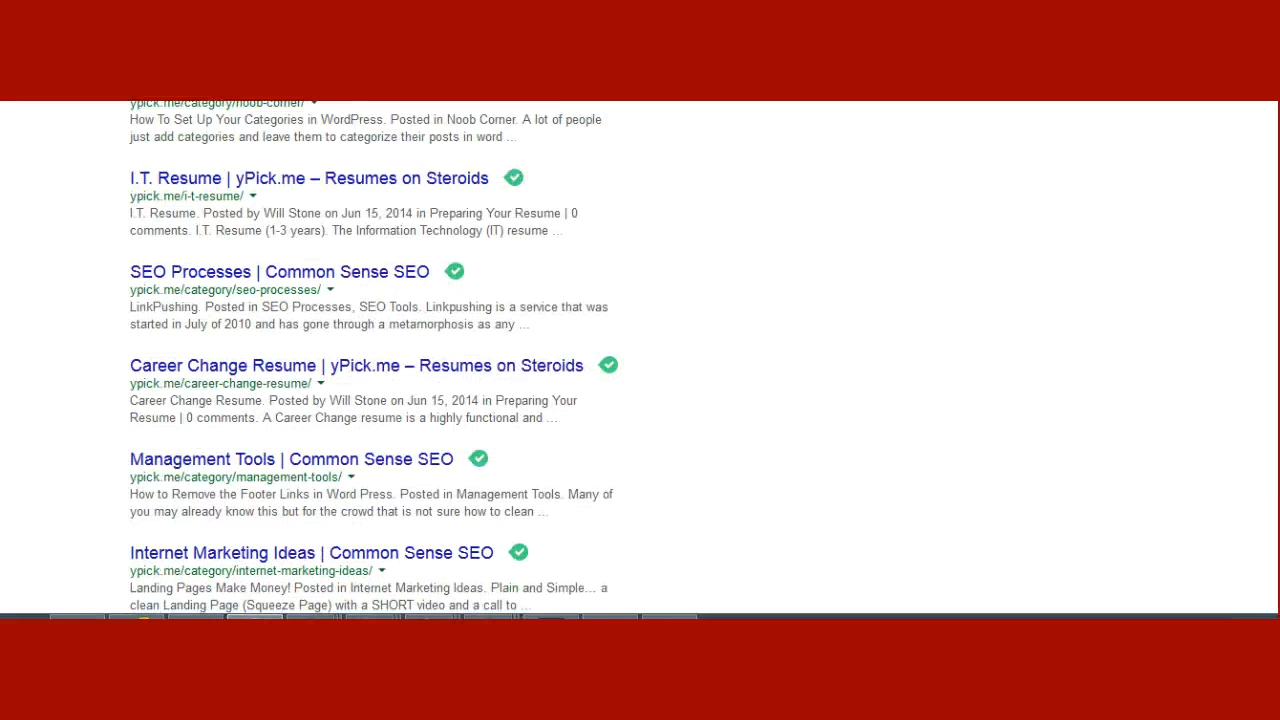 ypick.me/category/noob-corner/
How To Set Up Your Categories in WordPress. Posted in Noob Corner. A lot of people
just add categories and leave them to categorize their posts in word ...
I.T. Resume | yPick.me – Resumes on Steroids
ypick.me/i-t-resume/
I.T. Resume. Posted by Will Stone on Jun 15, 2014 in Preparing Your Resume | 0
comments. I.T. Resume (1-3 years). The Information Technology (IT) resume ...
SEO Processes | Common Sense SEO
ypick.me/category/seo-processes/
LinkPushing. Posted in SEO Processes, SEO Tools. Linkpushing is a service that was
started in July of 2010 and has gone through a metamorphosis as any ...
Career Change Resume | yPick.me – Resumes on Steroids
ypick.me/career-change-resume/
Career Change Resume. Posted by Will Stone on Jun 15, 2014 in Preparing Your
Resume | 0 comments. A Career Change resume is a highly functional and ...
Management Tools | Common Sense SEO
ypick.me/category/management-tools/
How to Remove the Footer Links in Word Press. Posted in Management Tools. Many of
you may already know this but for the crowd that is not sure how to clean ...
Internet Marketing Ideas | Common Sense SEO
ypick.me/category/internet-marketing-ideas/
Landing Pages Make Money! Posted in Internet Marketing Ideas. Plain and Simple... a
clean Landing Page (Squeeze Page) with a SHORT video and a call to ...